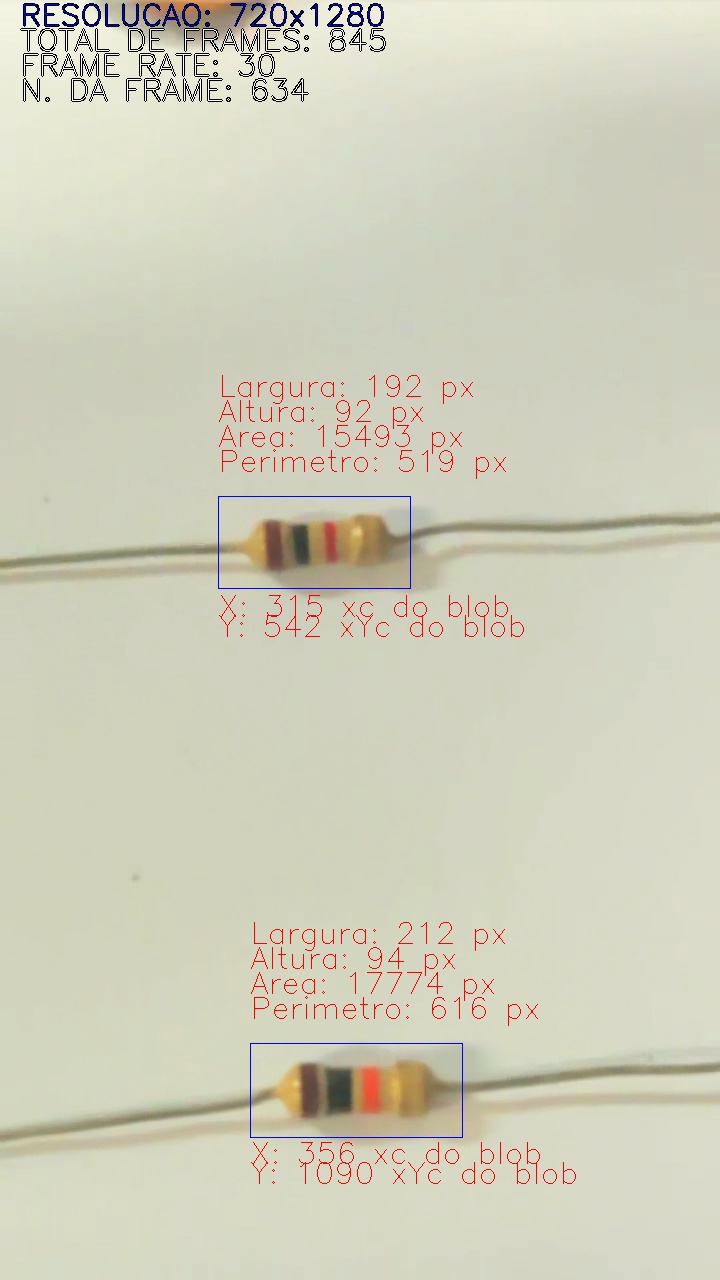 RESOLUCAO: 720x1280
TOTAL DE FRAMES: 845
FRAME RATE: 30
N. DA FRAME: 634
Largura: 192 px
Altura: 92 px
Area: 15493 px
Perimetro: 519 px
X: 315 xc do blob
Y: 542 xYc do blob
Largura: 212 px
Altura: 94 px
Area: 17774 px
Perimetro: 616 px
X: 356 xc do blob
Y: 1090 xYc do blob